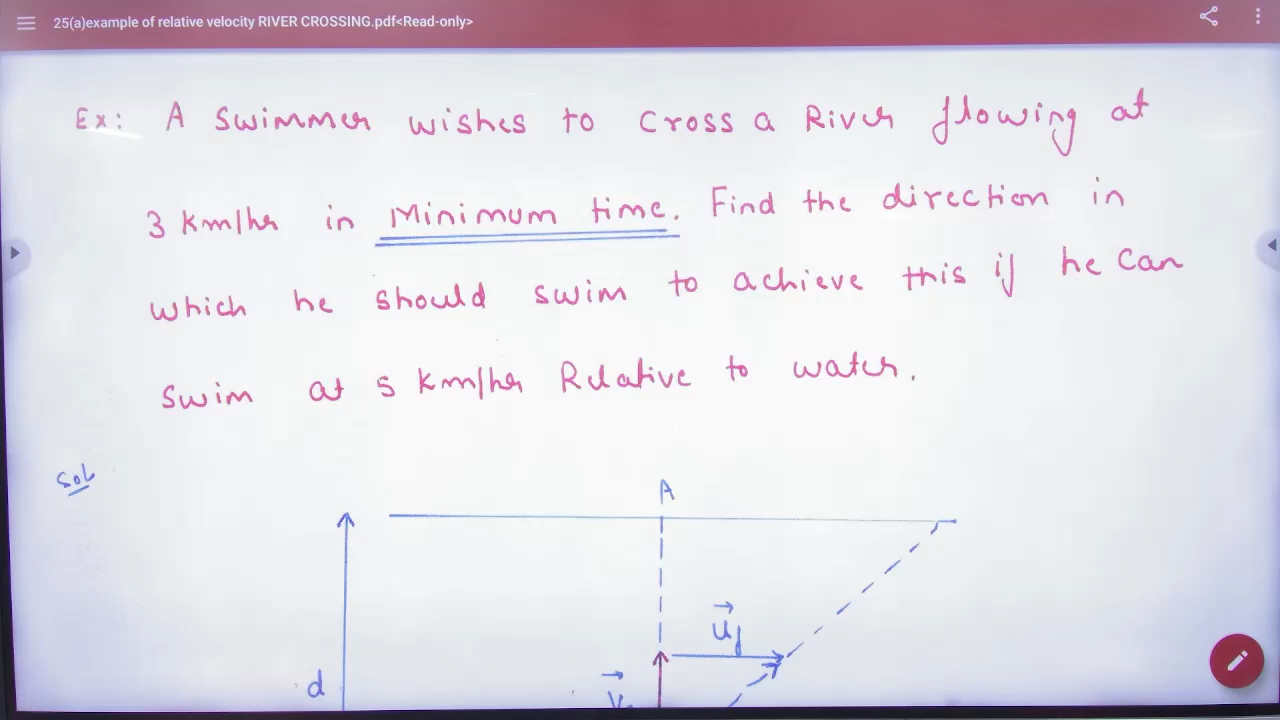 25(a)example of relative velocity RIVER CROSSING.pdf<Read-only>
Ex: A swimmer wishes to cross a River flowing at
3 km/hr in Minimum time. Find the direction in
which he should swim to achieve this if he can
swim at 5 km/hr Relative to water.
Sol
A
u⃗f
d